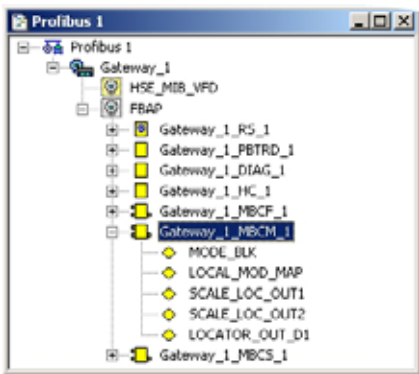 Profibus 1
Profibus 1
Gateway_1
HSE_MIB_VFD
FBAP
Gateway_1_RS_1
Gateway_1_PBTRD_1
Gateway_1_DIAG_1
Gateway_1_HC_1
Gateway_1_MBCF_1
Gateway_1_MBCM_1
MODE_BLK
LOCAL_MOD_MAP
SCALE_LOC_OUT1
SCALE_LOC_OUT2
LOCATOR_OUT_D1
Gateway_1_MBCS_1